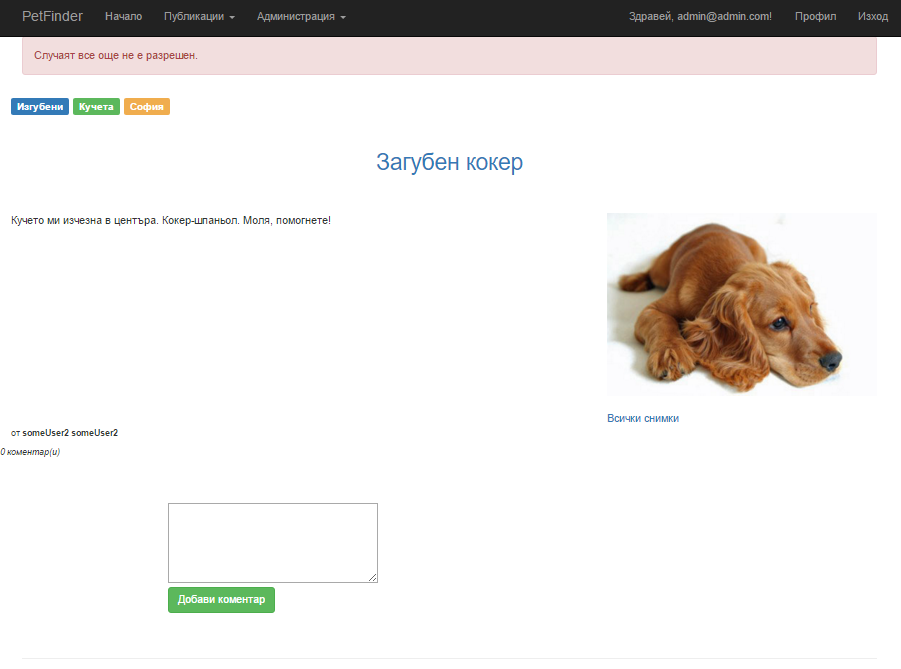 PetFinder Начало Публикации Администрация Здравей, admin@admin.com! Профил Изход
Случаят все още не е разрешен.
Изгубени Кучета София
Загубен кокер
Кучето ми изчезна в центъра. Кокер-шпаньол. Моля, помогнете!
Всички снимки
от someUser2 someUser2
0 коментар(и)
Добави коментар